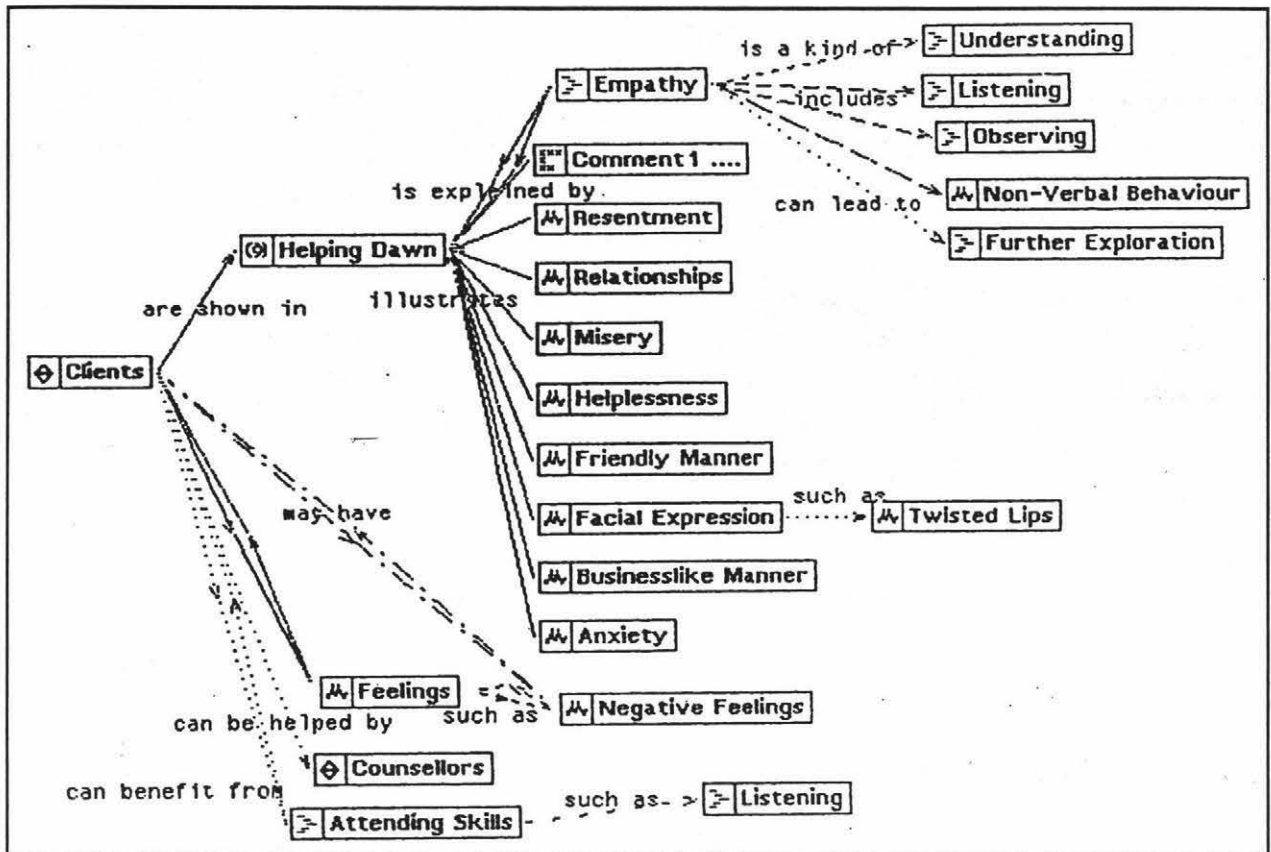 is a kind of
Understanding
Empathy
includes
Listening
Observing
Comment1 ....
is explained by
Non-Verbal Behaviour
can lead to
Resentment
Further Exploration
Helping Dawn
Relationships
illustrates
are shown in
Misery
Clients
Helplessness
Friendly Manner
such as
may have
Facial Expression
Twisted Lips
Businesslike Manner
Anxiety
Feelings
such as
Negative Feelings
can be helped by
Counsellors
can benefit from
such as
Listening
Attending Skills